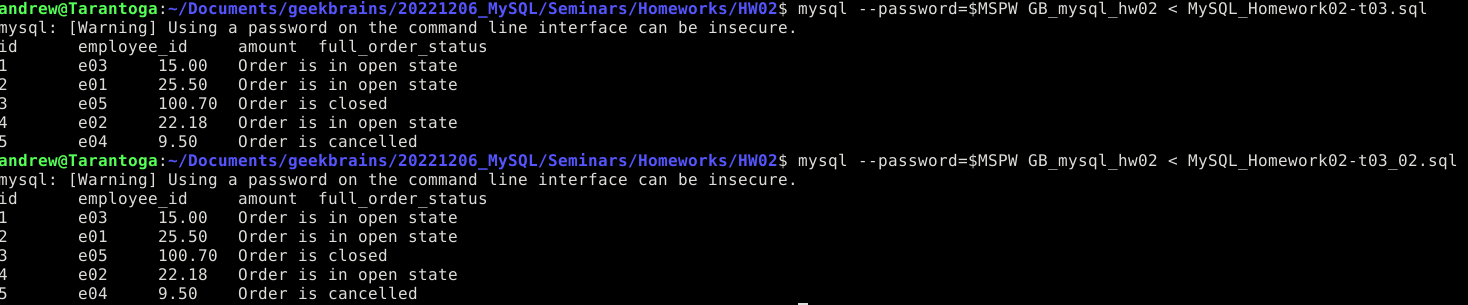 andrew@Tarantoga:~/Documents/geekbrains/20221206_MySQL/Seminars/Homeworks/HW02$ mysql --password=$MSPW GB_mysql_hw02 < MySQL_Homework02-t03.sql
mysql: [Warning] Using a password on the command line interface can be insecure.
id	employee_id	amount	full_order_status
1	e03	15.00	Order is in open state
2	e01	25.50	Order is in open state
3	e05	100.70	Order is closed
4	e02	22.18	Order is in open state
5	e04	9.50	Order is cancelled
andrew@Tarantoga:~/Documents/geekbrains/20221206_MySQL/Seminars/Homeworks/HW02$ mysql --password=$MSPW GB_mysql_hw02 < MySQL_Homework02-t03_02.sql
mysql: [Warning] Using a password on the command line interface can be insecure.
id	employee_id	amount	full_order_status
1	e03	15.00	Order is in open state
2	e01	25.50	Order is in open state
3	e05	100.70	Order is closed
4	e02	22.18	Order is in open state
5	e04	9.50	Order is cancelled